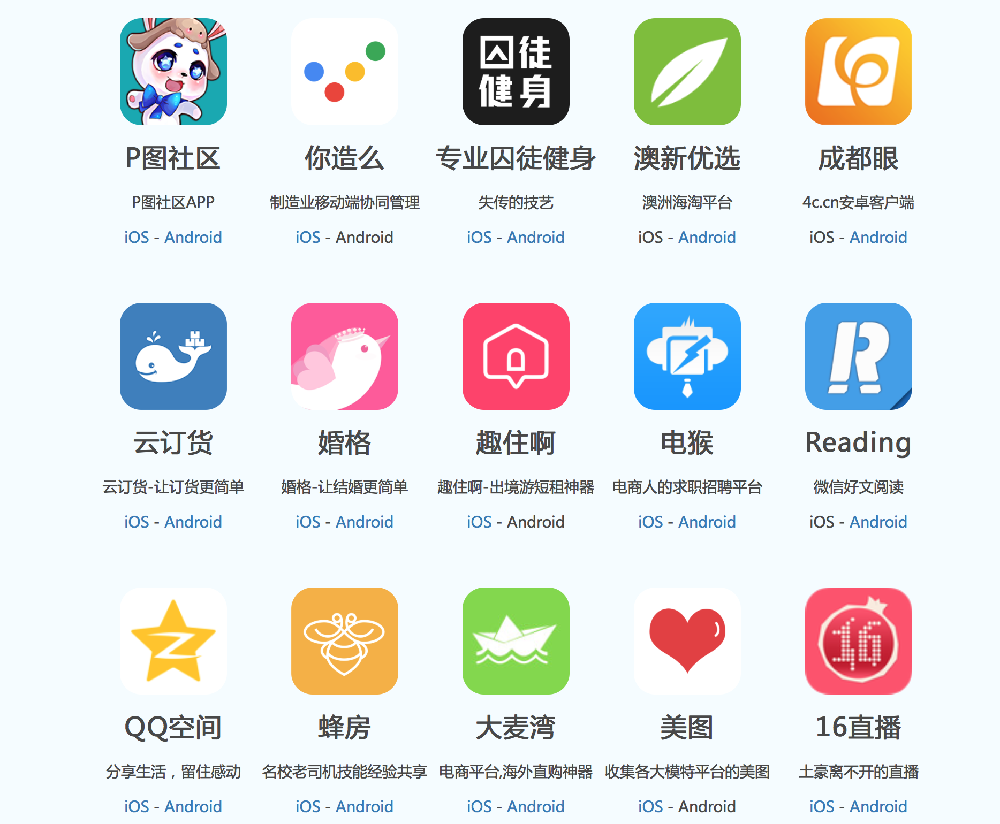 囚徒
健身
P图社区
你造么
专业囚徒健身
澳新优选
成都眼
P图社区APP
制造业移动端协同管理
失传的技艺
澳洲海淘平台
4c.cn安卓客户端
iOS - Android
iOS - Android
iOS - Android
iOS - Android
iOS - Android
云订货
婚格
趣住啊
电猴
Reading
云订货-让订货更简单
婚格-让结婚更简单
趣住啊-出境游短租神器
电商人的求职招聘平台
微信好文阅读
iOS - Android
iOS - Android
iOS - Android
iOS - Android
iOS - Android
16
QQ空间
蜂房
大麦湾
美图
16直播
分享生活，留住感动
名校老司机技能经验共享
电商平台,海外直购神器
收集各大模特平台的美图
土豪离不开的直播
iOS - Android
iOS - Android
iOS - Android
iOS - Android
iOS - Android